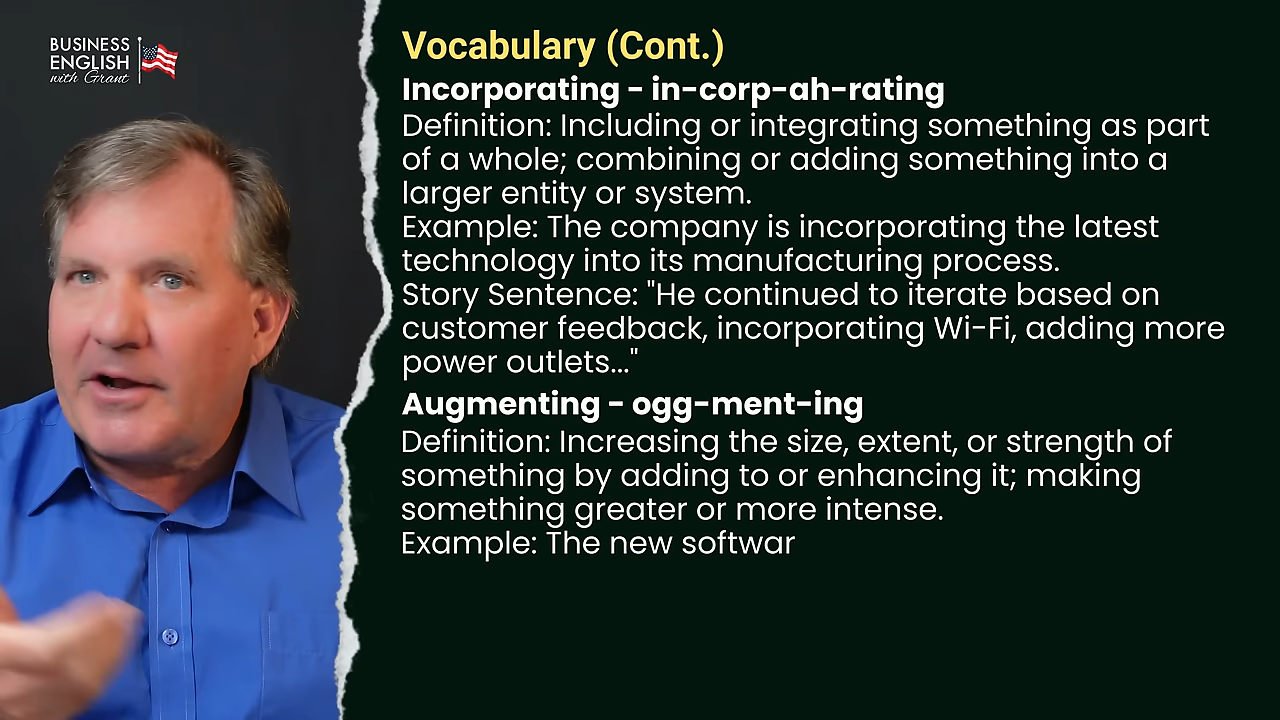 BUSINESS
ENGLISH
with Grant
Vocabulary (Cont.)
Incorporating - in-corp-ah-rating
Definition: Including or integrating something as part
of a whole; combining or adding something into a
larger entity or system.
Example: The company is incorporating the latest
technology into its manufacturing process.
Story Sentence: "He continued to iterate based on
customer feedback, incorporating Wi-Fi, adding more
power outlets..."
Augmenting - ogg-ment-ing
Definition: Increasing the size, extent, or strength of
something by adding to or enhancing it; making
something greater or more intense.
Example: The new softwar